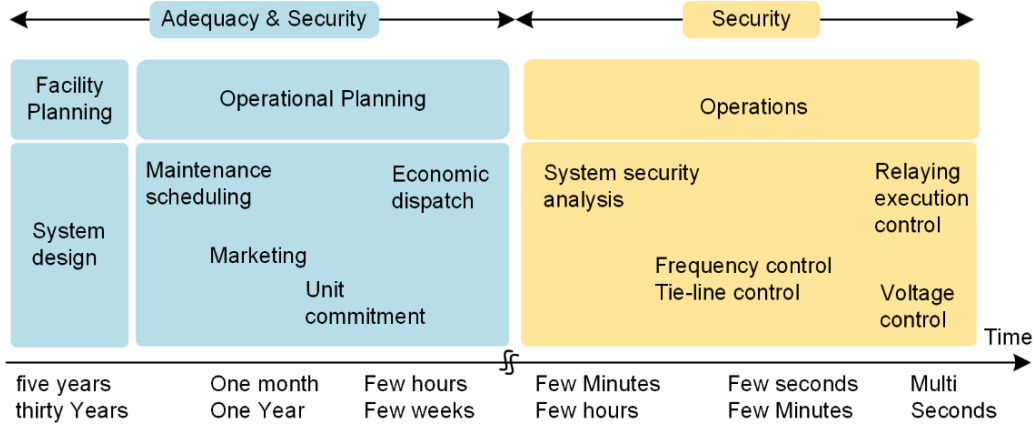 Adequacy & Security
Security
Facility
Planning
Operational Planning
Operations
System
design
Maintenance
scheduling
Economic
dispatch
Marketing
Unit
commitment
System security
analysis
Relaying
execution
control
Frequency control
Tie-line control
Voltage
control
Time
five years
thirty Years
One month
One Year
Few hours
Few weeks
Few Minutes
Few hours
Few seconds
Few Minutes
Multi
Seconds